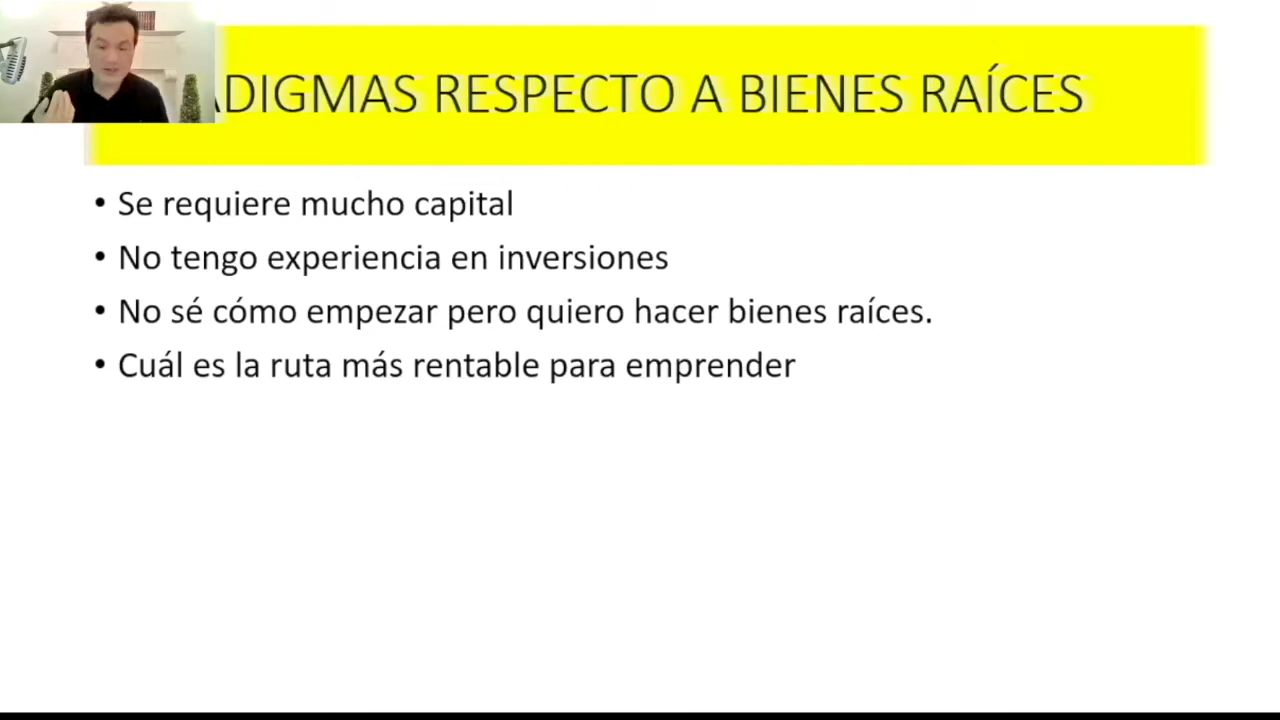 ADIGMAS RESPECTO A BIENES RAÍCES
• Se requiere mucho capital
• No tengo experiencia en inversiones
• No sé cómo empezar pero quiero hacer bienes raíces.
• Cuál es la ruta más rentable para emprender